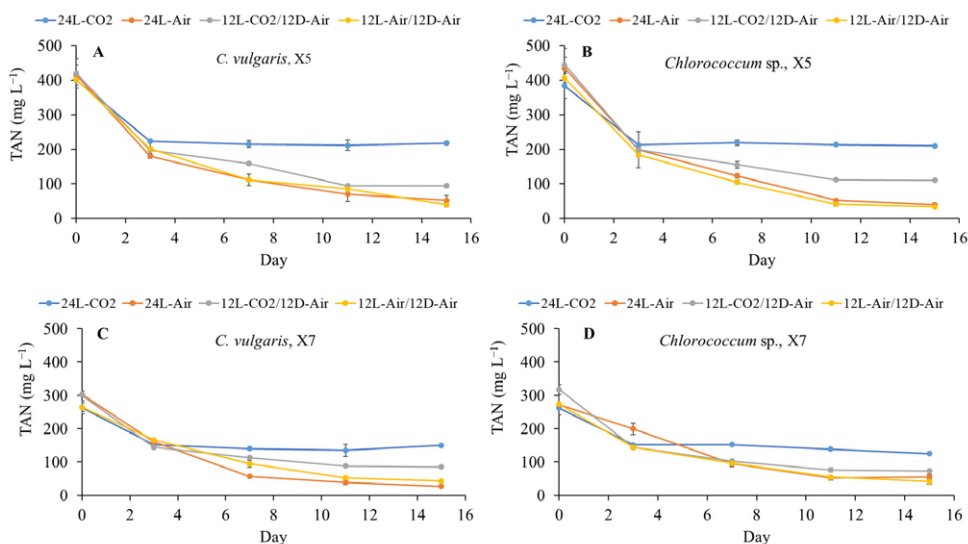 24L-CO2 24L-Air 12L-CO2/12D-Air 12L-Air/12D-Air
A
C. vulgaris, X5
TAN (mg L−1)
500
400
300
200
100
0
0 2 4 6 8 10 12 14 16
Day
24L-CO2 24L-Air 12L-CO2/12D-Air 12L-Air/12D-Air
B
Chlorococcum sp., X5
TAN (mg L−1)
500
400
300
200
100
0
0 2 4 6 8 10 12 14 16
Day
24L-CO2 24L-Air 12L-CO2/12D-Air 12L-Air/12D-Air
C
C. vulgaris, X7
TAN (mg L−1)
500
400
300
200
100
0
0 2 4 6 8 10 12 14 16
Day
24L-CO2 24L-Air 12L-CO2/12D-Air 12L-Air/12D-Air
D
Chlorococcum sp., X7
TAN (mg L−1)
500
400
300
200
100
0
0 2 4 6 8 10 12 14 16
Day